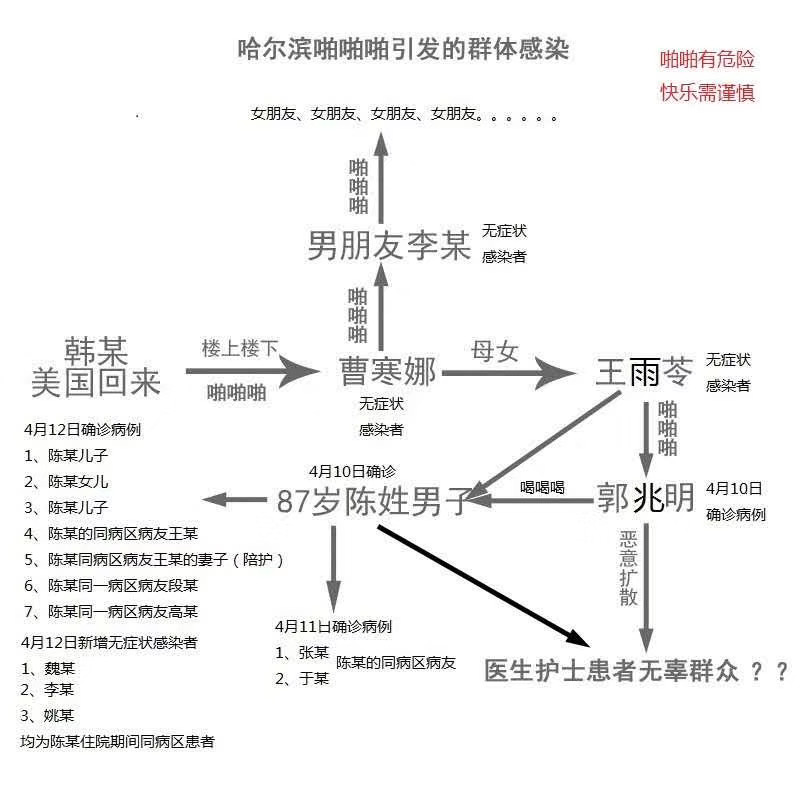 哈尔滨啪啪啪引发的群体感染
啪啪有危险
快乐需谨慎
女朋友、女朋友、女朋友、女朋友。。。。。。
啪啪啪
男朋友李某
无症状
感染者
啪啪啪
韩某
美国回来
楼上楼下
啪啪啪
曹寒娜
无症状
感染者
母女
王雨苓
无症状
感染者
啪啪啪
4月12日确诊病例
1、陈某儿子
2、陈某女儿
3、陈某儿子
4、陈某的同病区病友王某
5、陈某同病区病友王某的妻子（陪护）
6、陈某同一病区病友段某
7、陈某同一病区病友高某
4月12日新增无症状感染者
1、魏某
2、李某
3、姚某
均为陈某住院期间同病区患者
4月10日确诊
87岁陈姓男子
喝喝喝
郭兆明
4月10日
确诊病例
恶意扩散
4月11日确诊病例
1、张某
2、于某
陈某的同病区病友
医生护士患者无辜群众 ？？